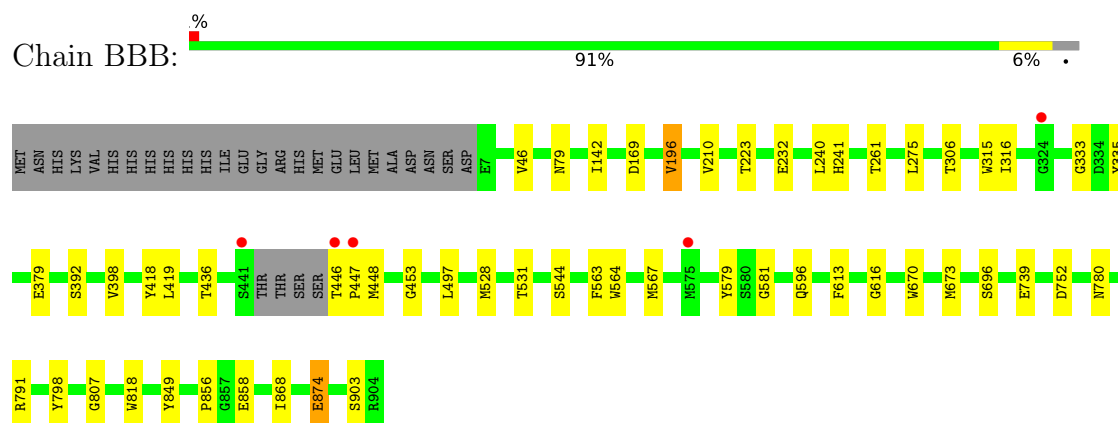 .%
Chain BBB:
91% 6% •
MET ASN HIS LYS VAL HIS HIS HIS HIS HIS HIS ILE GLU GLY ARG HIS MET GLU LEU MET ALA ASP ASN SER ASP E7 V46 N79 I142 D169 V196 V210 T223 E232 L240 H241 T261 L275 T306 W315 I316 G324 G333 D334 Y335
E379 S392 V398 Y418 L419 T436 S441 THR THR SER SER T446 P447 M448 G453 L497 M528 T531 S544 F563 W564 M567 M575 Y579 S580 G581 Q596 F613 G616 W670 M673 S696 E739 D752 N780
R791 Y798 G807 W818 Y849 P856 G857 E858 I868 E874 S903 R904